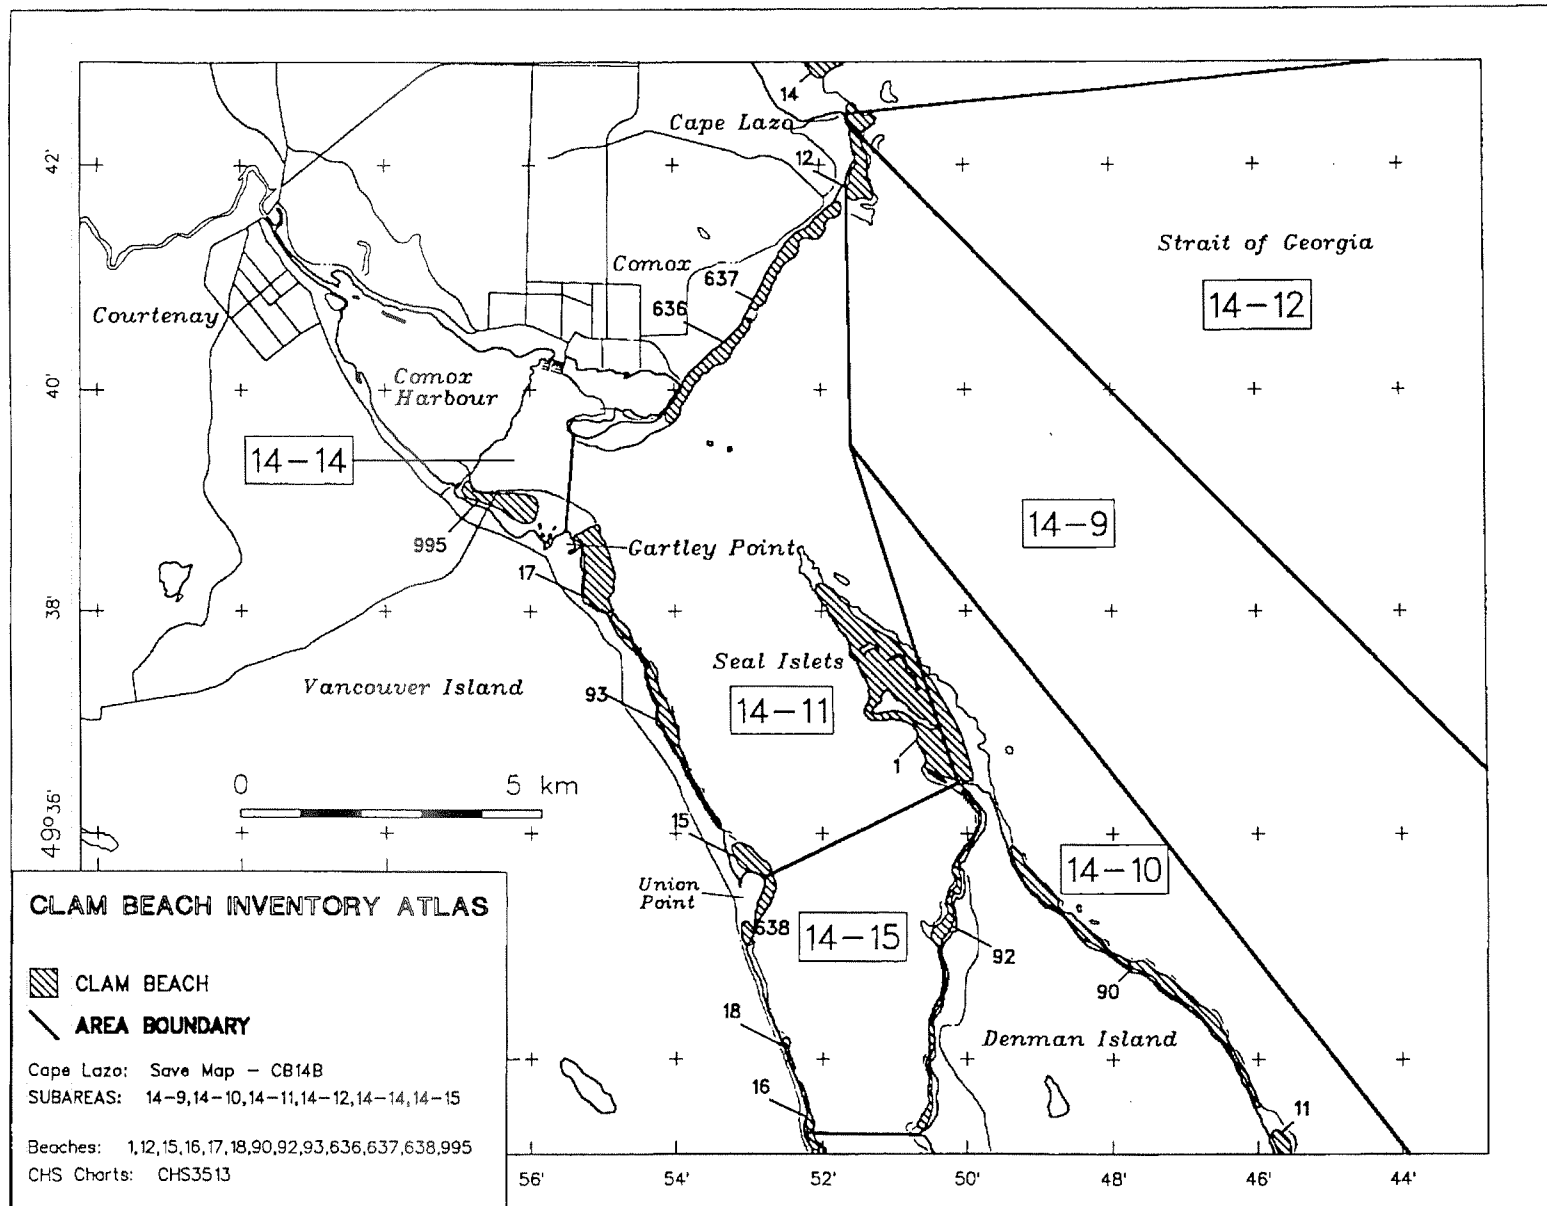 14
Cape Lazo
42'
12
Strait of Georgia
Comox
637
14-12
636
Courtenay
40'
Comox
Harbour
14-14
14-9
995
Gartley Point
17
38'
Seal Islets
Vancouver Island
93
14-11
1
0 5 km
49° 36'
15
14-10
Union
Point
638
14-15
92
90
18
Denman Island
16
11
CLAM BEACH INVENTORY ATLAS
CLAM BEACH
AREA BOUNDARY
Cape Lazo: Save Map - CB14B
SUBAREAS: 14-9,14-10,14-11,14-12,14-14,14-15
Beaches: 1,12,15,16,17,18,90,92,93,636,637,638,995
CHS Charts: CHS3513
56' 54' 52' 50' 48' 46' 44'